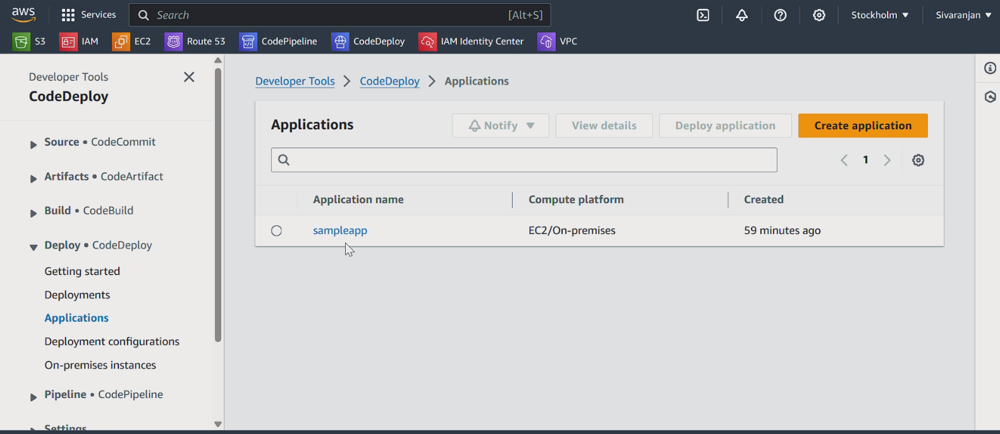 aws Services Search [Alt+S] Stockholm ▼ Sivaranjan ▼
S3 IAM EC2 Route 53 CodePipeline CodeDeploy IAM Identity Center VPC
Developer Tools
CodeDeploy
Source • CodeCommit
Artifacts • CodeArtifact
Build • CodeBuild
Deploy • CodeDeploy
Getting started
Deployments
Applications
Deployment configurations
On-premises instances
Pipeline • CodePipeline
Settings
Developer Tools > CodeDeploy > Applications
Applications Notify ▼ View details Deploy application Create application
1
Application name Compute platform Created
sampleapp EC2/On-premises 59 minutes ago